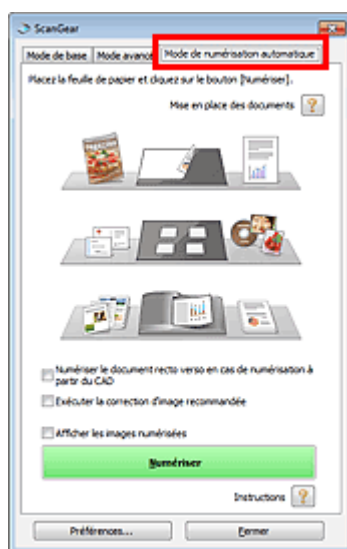 ScanGear
Mode de base Mode avancé Mode de numérisation automatique
Placez la feuille de papier et cliquez sur le bouton [Numériser].
Mise en place des documents
Numériser le document recto verso en cas de numérisation à
partir du CAD
Exécuter la correction d'image recommandée
Afficher les images numérisées
Numériser
Instructions
Préférences... Fermer